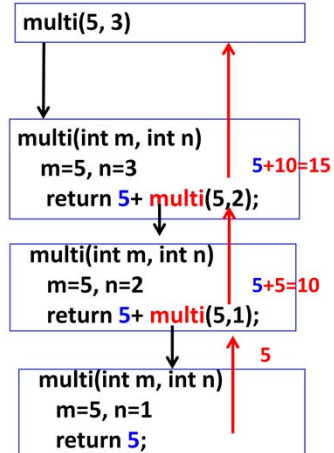 multi(5, 3)
multi(int m, int n)
m=5, n=3
return 5+ multi(5,2);
5+10=15
multi(int m, int n)
m=5, n=2
return 5+ multi(5,1);
5+5=10
5
multi(int m, int n)
m=5, n=1
return 5;